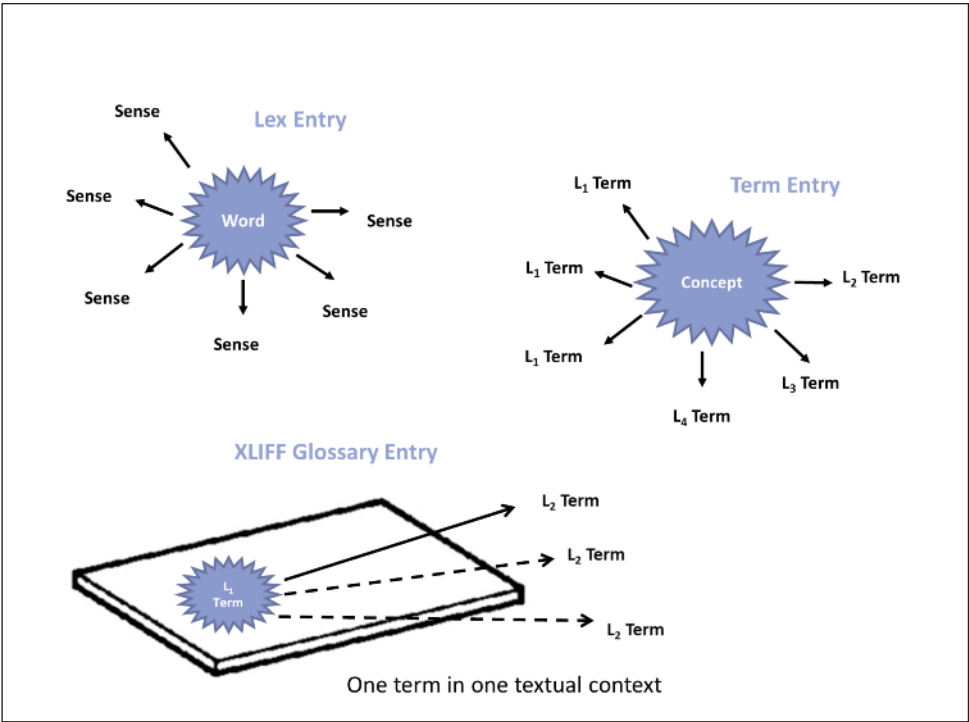 Lex Entry
Sense
Sense
Sense
Sense
Sense
Sense
Word
Term Entry
L₁ Term
L₁ Term
L₁ Term
L₄ Term
L₃ Term
L₂ Term
Concept
XLIFF Glossary Entry
L₁
Term
L₂ Term
L₂ Term
L₂ Term
One term in one textual context